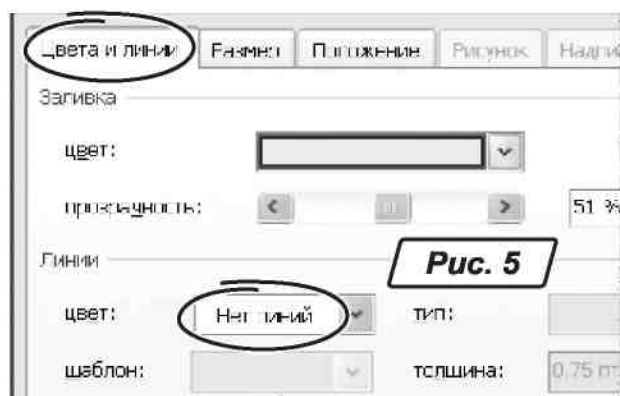 Цвета и линии Размер Положение Рисунок Надпи
Заливка
цвет:
прозрачность: 51 %
Линии
Рис. 5
цвет: Нет линий тип:
шаблон: толщина: 0,75 пт